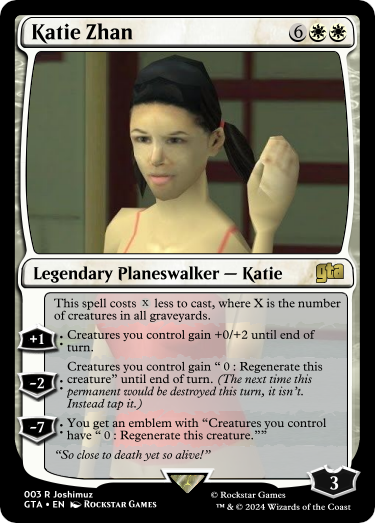 Katie Zhan 6
Legendary Planeswalker — Katie gta
This spell costs X less to cast, where X is the number
of creatures in all graveyards.
+1 : Creatures you control gain +0/+2 until end of
turn.
Creatures you control gain “ 0 : Regenerate this
-2 : creature” until end of turn. (The next time this
permanent would be destroyed this turn, it isn't.
Instead tap it.)
-7 : You get an emblem with “Creatures you control
have “ 0 : Regenerate this creature.””
“So close to death yet so alive!”
3
003 R Joshimuz
GTA • EN Rockstar Games
© Rockstar Games
™ & © 2024 Wizards of the Coast